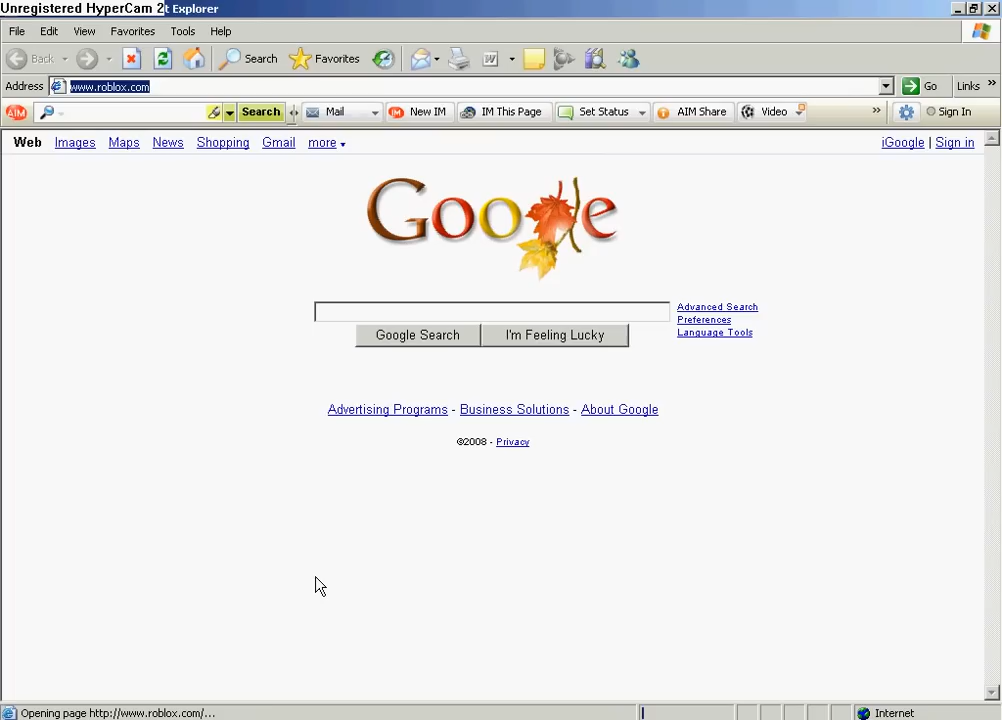 Unregistered HyperCam 2t Explorer
File Edit View Favorites Tools Help
Back Search Favorites W
Address www.roblox.com Go Links »
AIM Search Mail New IM IM This Page Set Status AIM Share Video » Sign In
Web Images Maps News Shopping Gmail more iGoogle | Sign in
Google
Advanced Search
Preferences
Language Tools
Google Search I'm Feeling Lucky
Advertising Programs - Business Solutions - About Google
©2008 - Privacy
Opening page http://www.roblox.com/... Internet